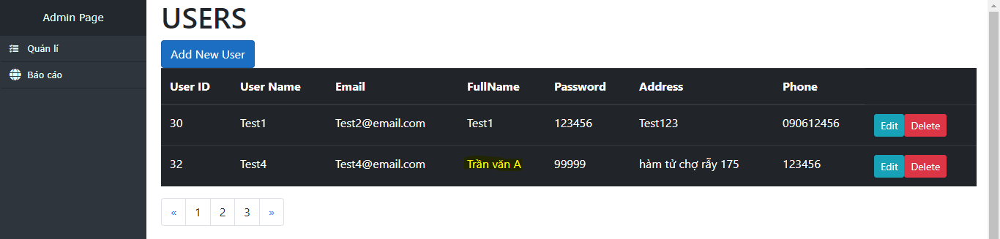 Admin Page
Quản lí
Báo cáo
USERS
Add New User
User ID User Name Email FullName Password Address Phone
30 Test1 Test2@email.com Test1 123456 Test123 090612456 Edit Delete
32 Test4 Test4@email.com Trần văn A 99999 hàm tử chợ rẫy 175 123456 Edit Delete
« 1 2 3 »